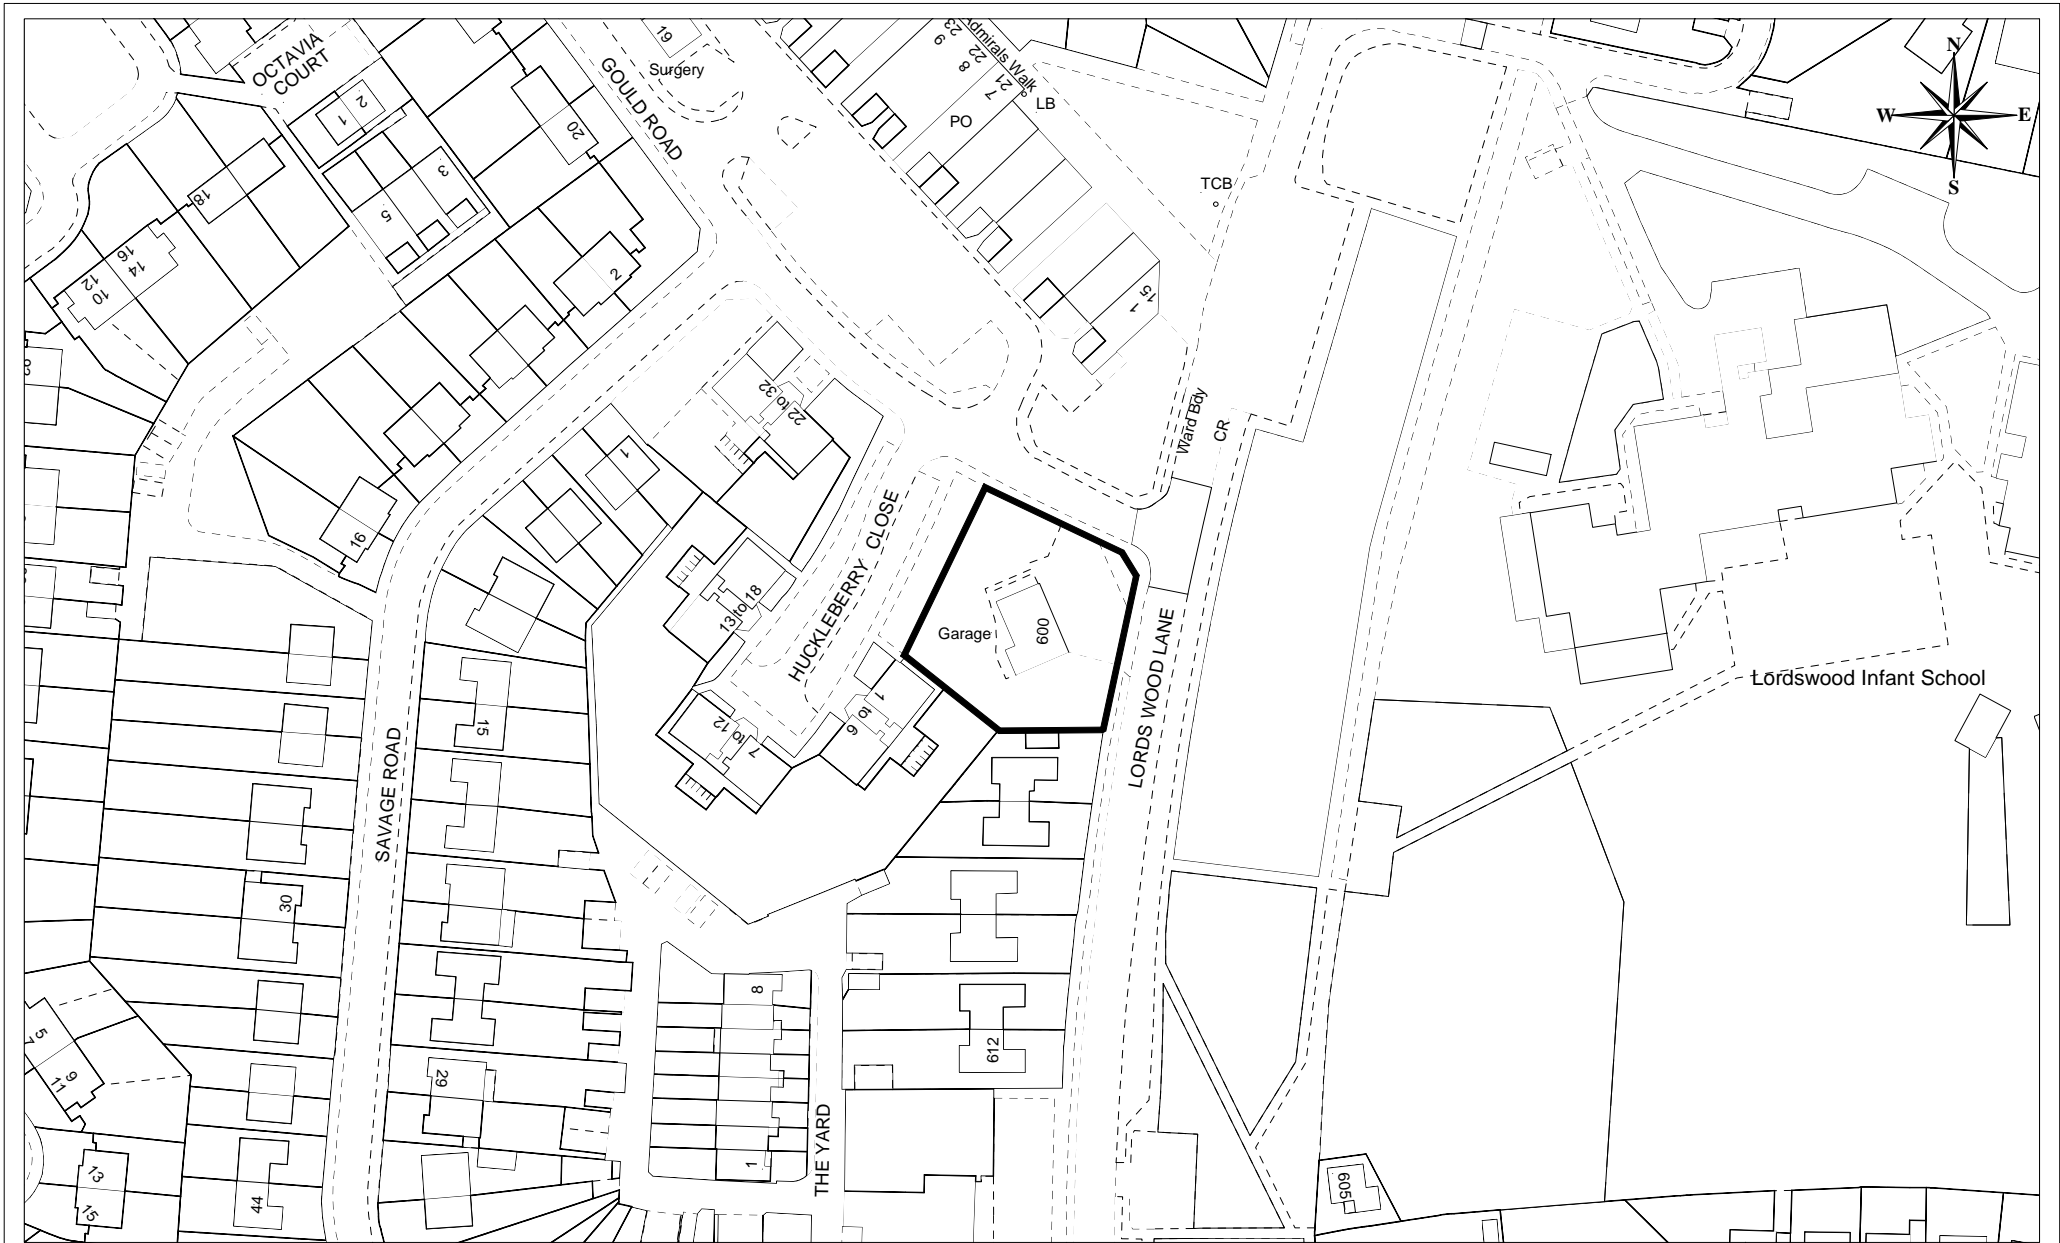 OCTAVIA
COURT
GOULD ROAD
19
Surgery
Admirals Walk
23
9
22
8
21
7
LB
PO
TCB
N
W
E
S
1
2
3
5
20
18
16
14
12
10
2
15
1
22 to 32
1
16
Ward Bdy
CR
HUCKLEBERRY CLOSE
13 to 18
Garage
600
1 to 6
7 to 12
LORDS WOOD LANE
Lordswood Infant School
SAVAGE ROAD
15
30
8
612
5
7
9
11
29
THE YARD
1
13
15
44
605